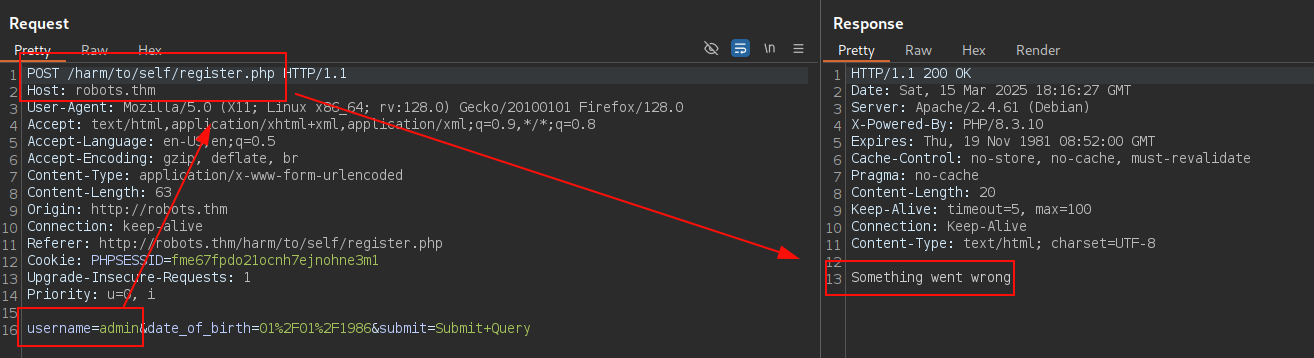 Request
Pretty Raw Hex
\n
1 POST /harm/to/self/register.php HTTP/1.1
2 Host: robots.thm
3 User-Agent: Mozilla/5.0 (X11; Linux x86_64; rv:128.0) Gecko/20100101 Firefox/128.0
4 Accept: text/html,application/xhtml+xml,application/xml;q=0.9,*/*;q=0.8
5 Accept-Language: en-US,en;q=0.5
6 Accept-Encoding: gzip, deflate, br
7 Content-Type: application/x-www-form-urlencoded
8 Content-Length: 63
9 Origin: http://robots.thm
10 Connection: keep-alive
11 Referer: http://robots.thm/harm/to/self/register.php
12 Cookie: PHPSESSID=fme67fpdo21ocnh7ejnohne3m1
13 Upgrade-Insecure-Requests: 1
14 Priority: u=0, i
15
16 username=admin&date_of_birth=01%2F01%2F1986&submit=Submit+Query
Response
Pretty Raw Hex Render
1 HTTP/1.1 200 OK
2 Date: Sat, 15 Mar 2025 18:16:27 GMT
3 Server: Apache/2.4.61 (Debian)
4 X-Powered-By: PHP/8.3.10
5 Expires: Thu, 19 Nov 1981 08:52:00 GMT
6 Cache-Control: no-store, no-cache, must-revalidate
7 Pragma: no-cache
8 Content-Length: 20
9 Keep-Alive: timeout=5, max=100
10 Connection: Keep-Alive
11 Content-Type: text/html; charset=UTF-8
12
13 Something went wrong